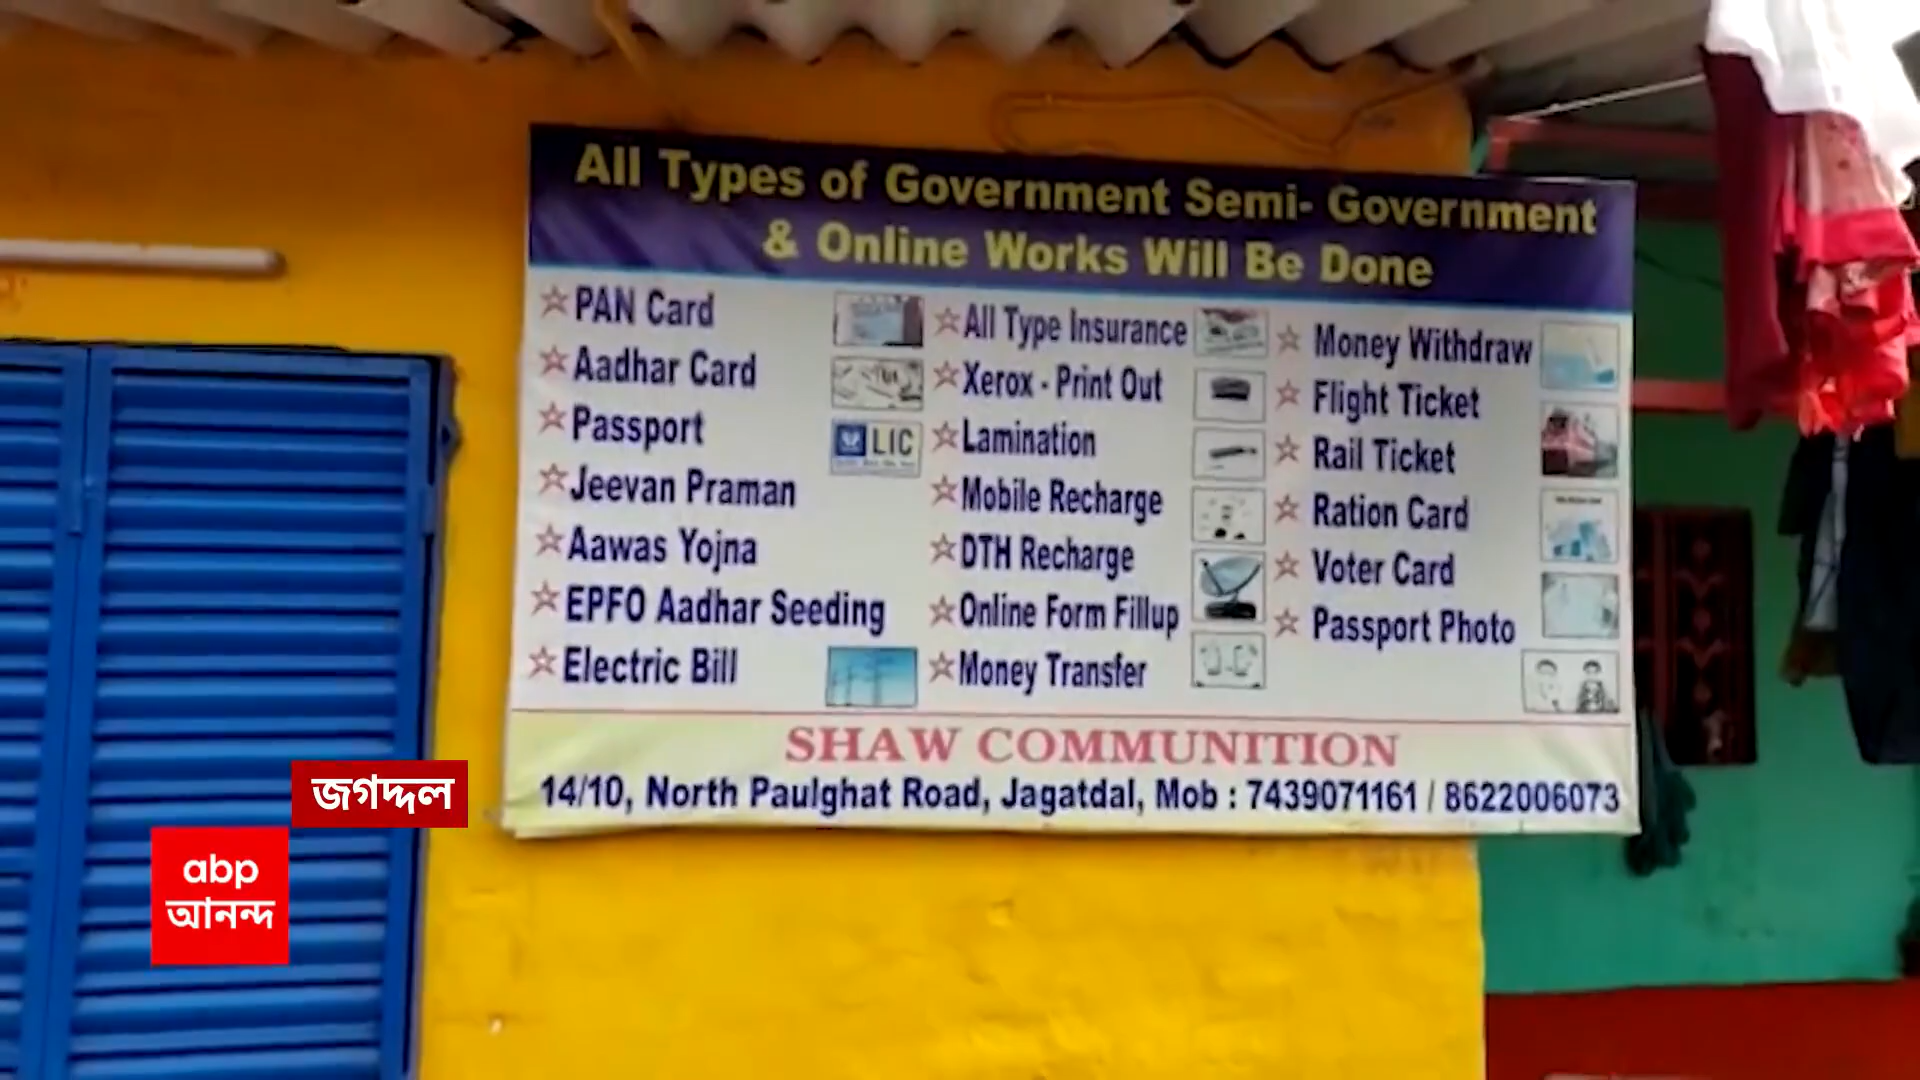 All Types of Government Semi- Government
& Online Works Will Be Done
PAN Card
Aadhar Card
Passport
LIC
Jeevan Praman
Aawas Yojna
EPFO Aadhar Seeding
Electric Bill
All Type Insurance
Xerox - Print Out
Lamination
Mobile Recharge
DTH Recharge
Online Form Fillup
Money Transfer
Money Withdraw
Flight Ticket
Rail Ticket
Ration Card
Voter Card
Passport Photo
SHAW COMMUNITION
14/10, North Paulghat Road, Jagatdal, Mob : 7439071161 / 8622006073
জগদ্দল
abp
আনন্দ